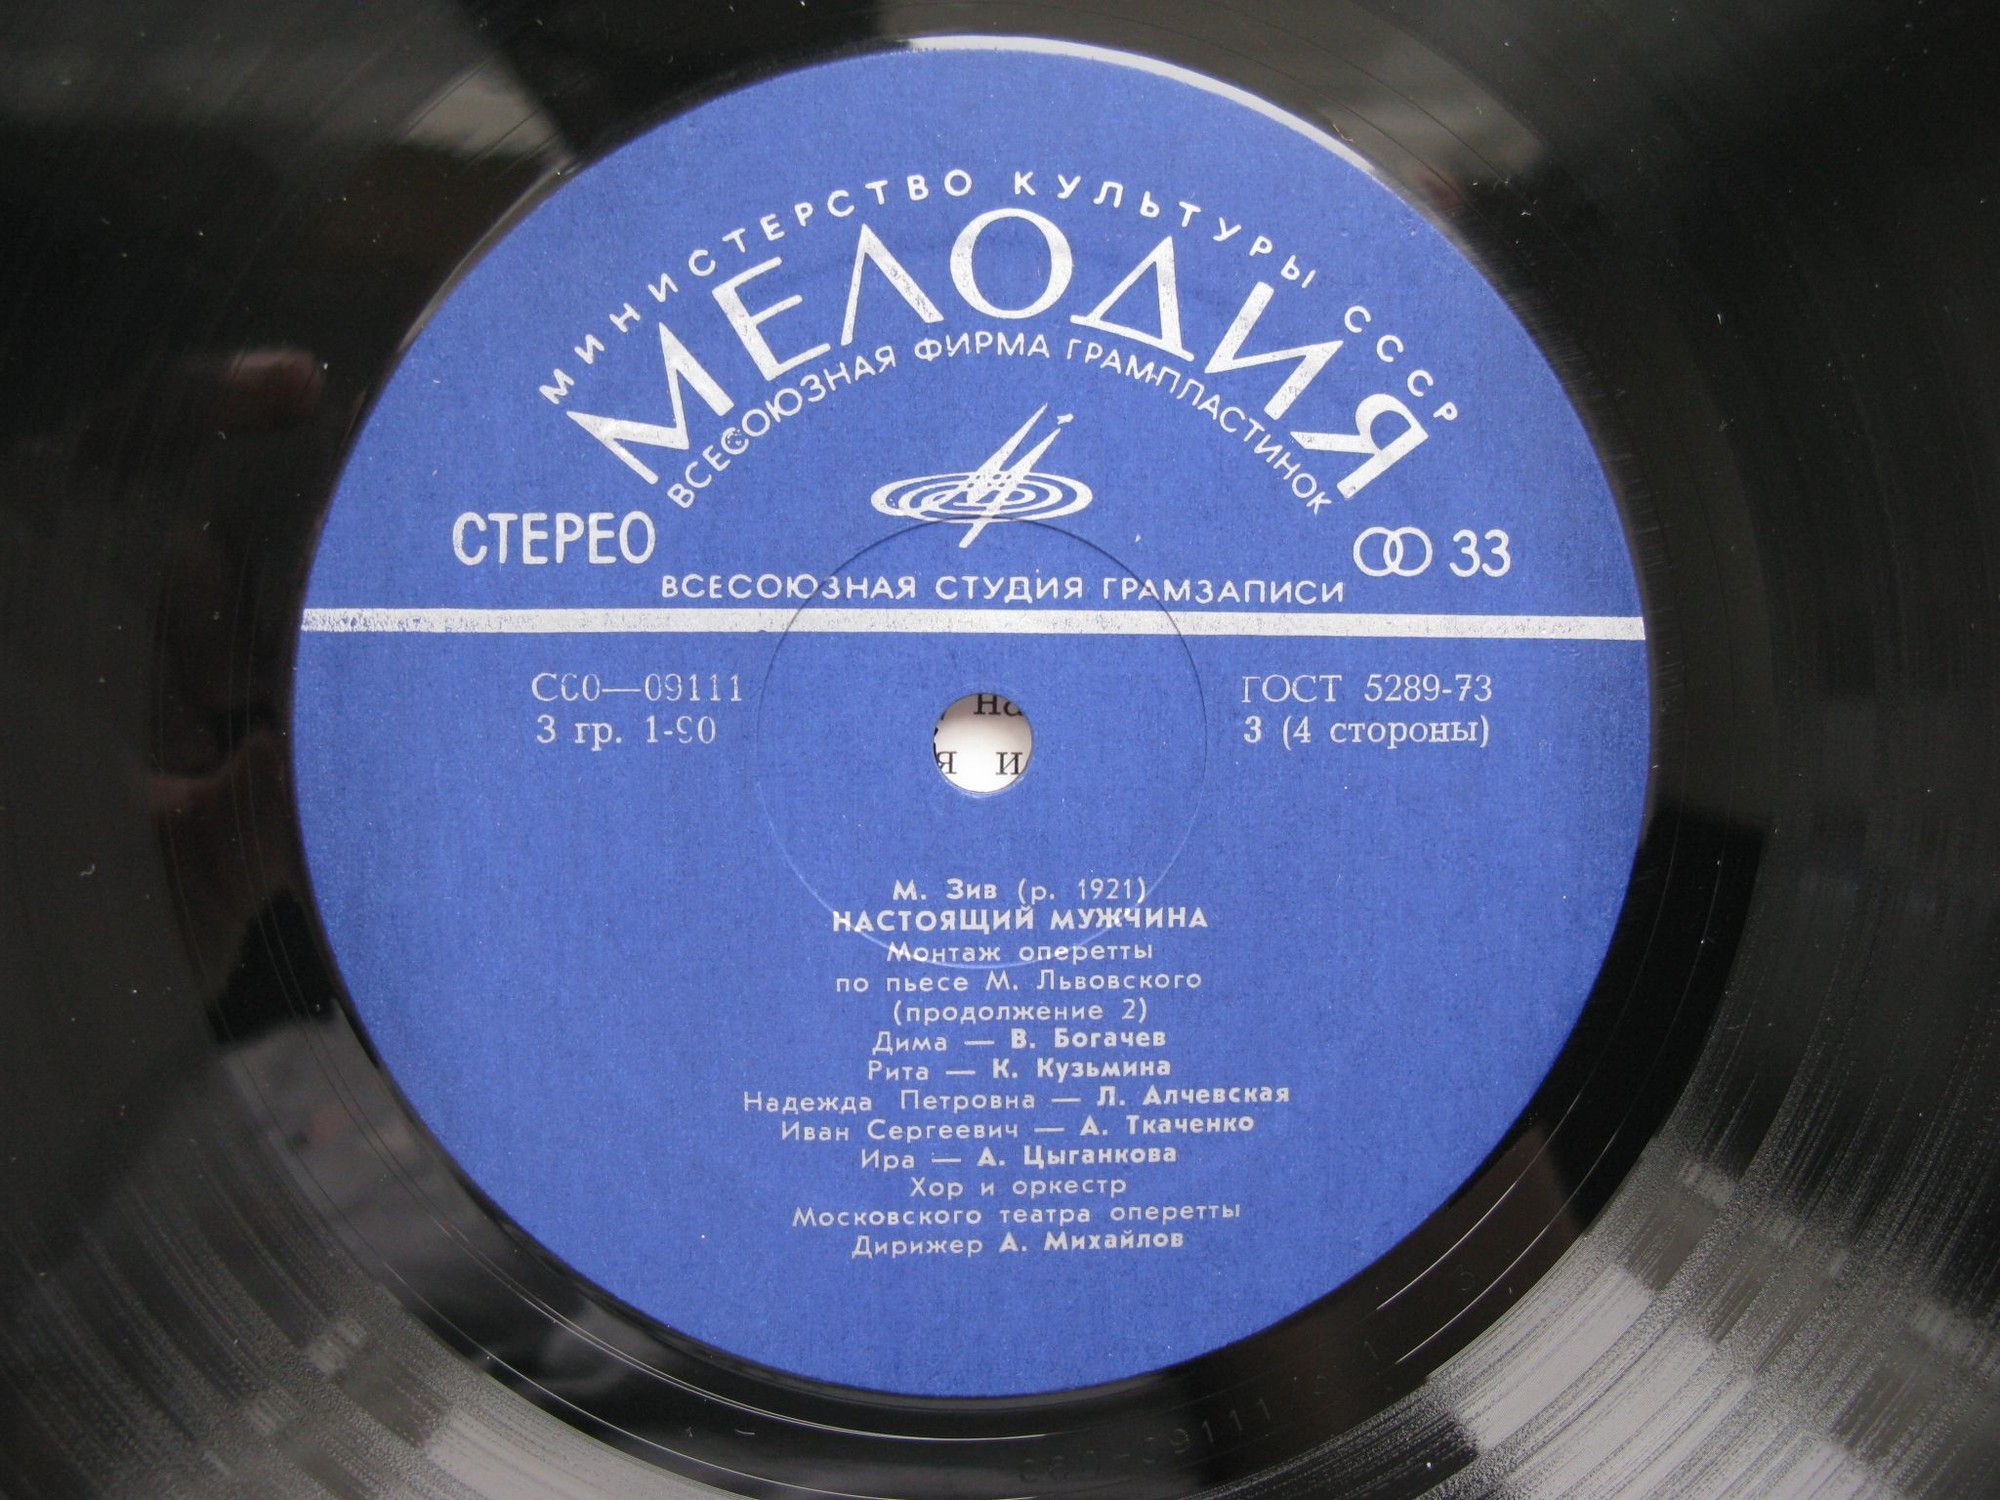 МИНИСТЕРСТВО КУЛЬТУРЫ СССР
МЕЛОДИЯ
ВСЕСОЮЗНАЯ ФИРМА ГРАМПЛАСТИНОК
СТЕРЕО
33
ВСЕСОЮЗНАЯ СТУДИЯ ГРАМЗАПИСИ
С60—09111
ГОСТ 5289-73
3 гр. 1-90
3 (4 стороны)
на
я и
М. Зив (р. 1921)
НАСТОЯЩИЙ МУЖЧИНА
Монтаж оперетты
по пьесе М. Львовского
(продолжение 2)
Дима — В. Богачев
Рита — К. Кузьмина
Надежда Петровна — Л. Алчевская
Иван Сергеевич — А. Ткаченко
Ира — А. Цыганкова
Хор и оркестр
Московского театра оперетты
Дирижер А. Михайлов